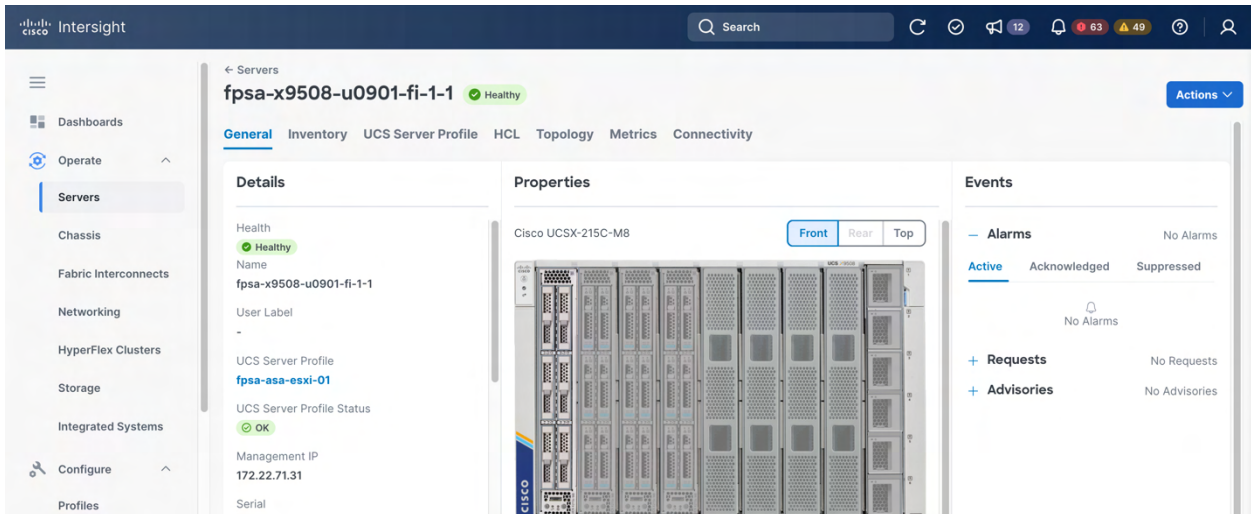 CISCO Intersight
Search
12
63
49
Dashboards
Operate
Servers
Chassis
Fabric Interconnects
Networking
HyperFlex Clusters
Storage
Integrated Systems
Configure
Profiles
← Servers
fpsa-x9508-u0901-fi-1-1
Healthy
Actions
General Inventory UCS Server Profile HCL Topology Metrics Connectivity
Details
Health
Healthy
Name
fpsa-x9508-u0901-fi-1-1
User Label
-
UCS Server Profile
fpsa-asa-esxi-01
UCS Server Profile Status
OK
Management IP
172.22.71.31
Serial
Properties
Cisco UCSX-215C-M8
Front Rear Top
CISCO
Events
Alarms No Alarms
Active Acknowledged Suppressed
No Alarms
Requests No Requests
Advisories No Advisories